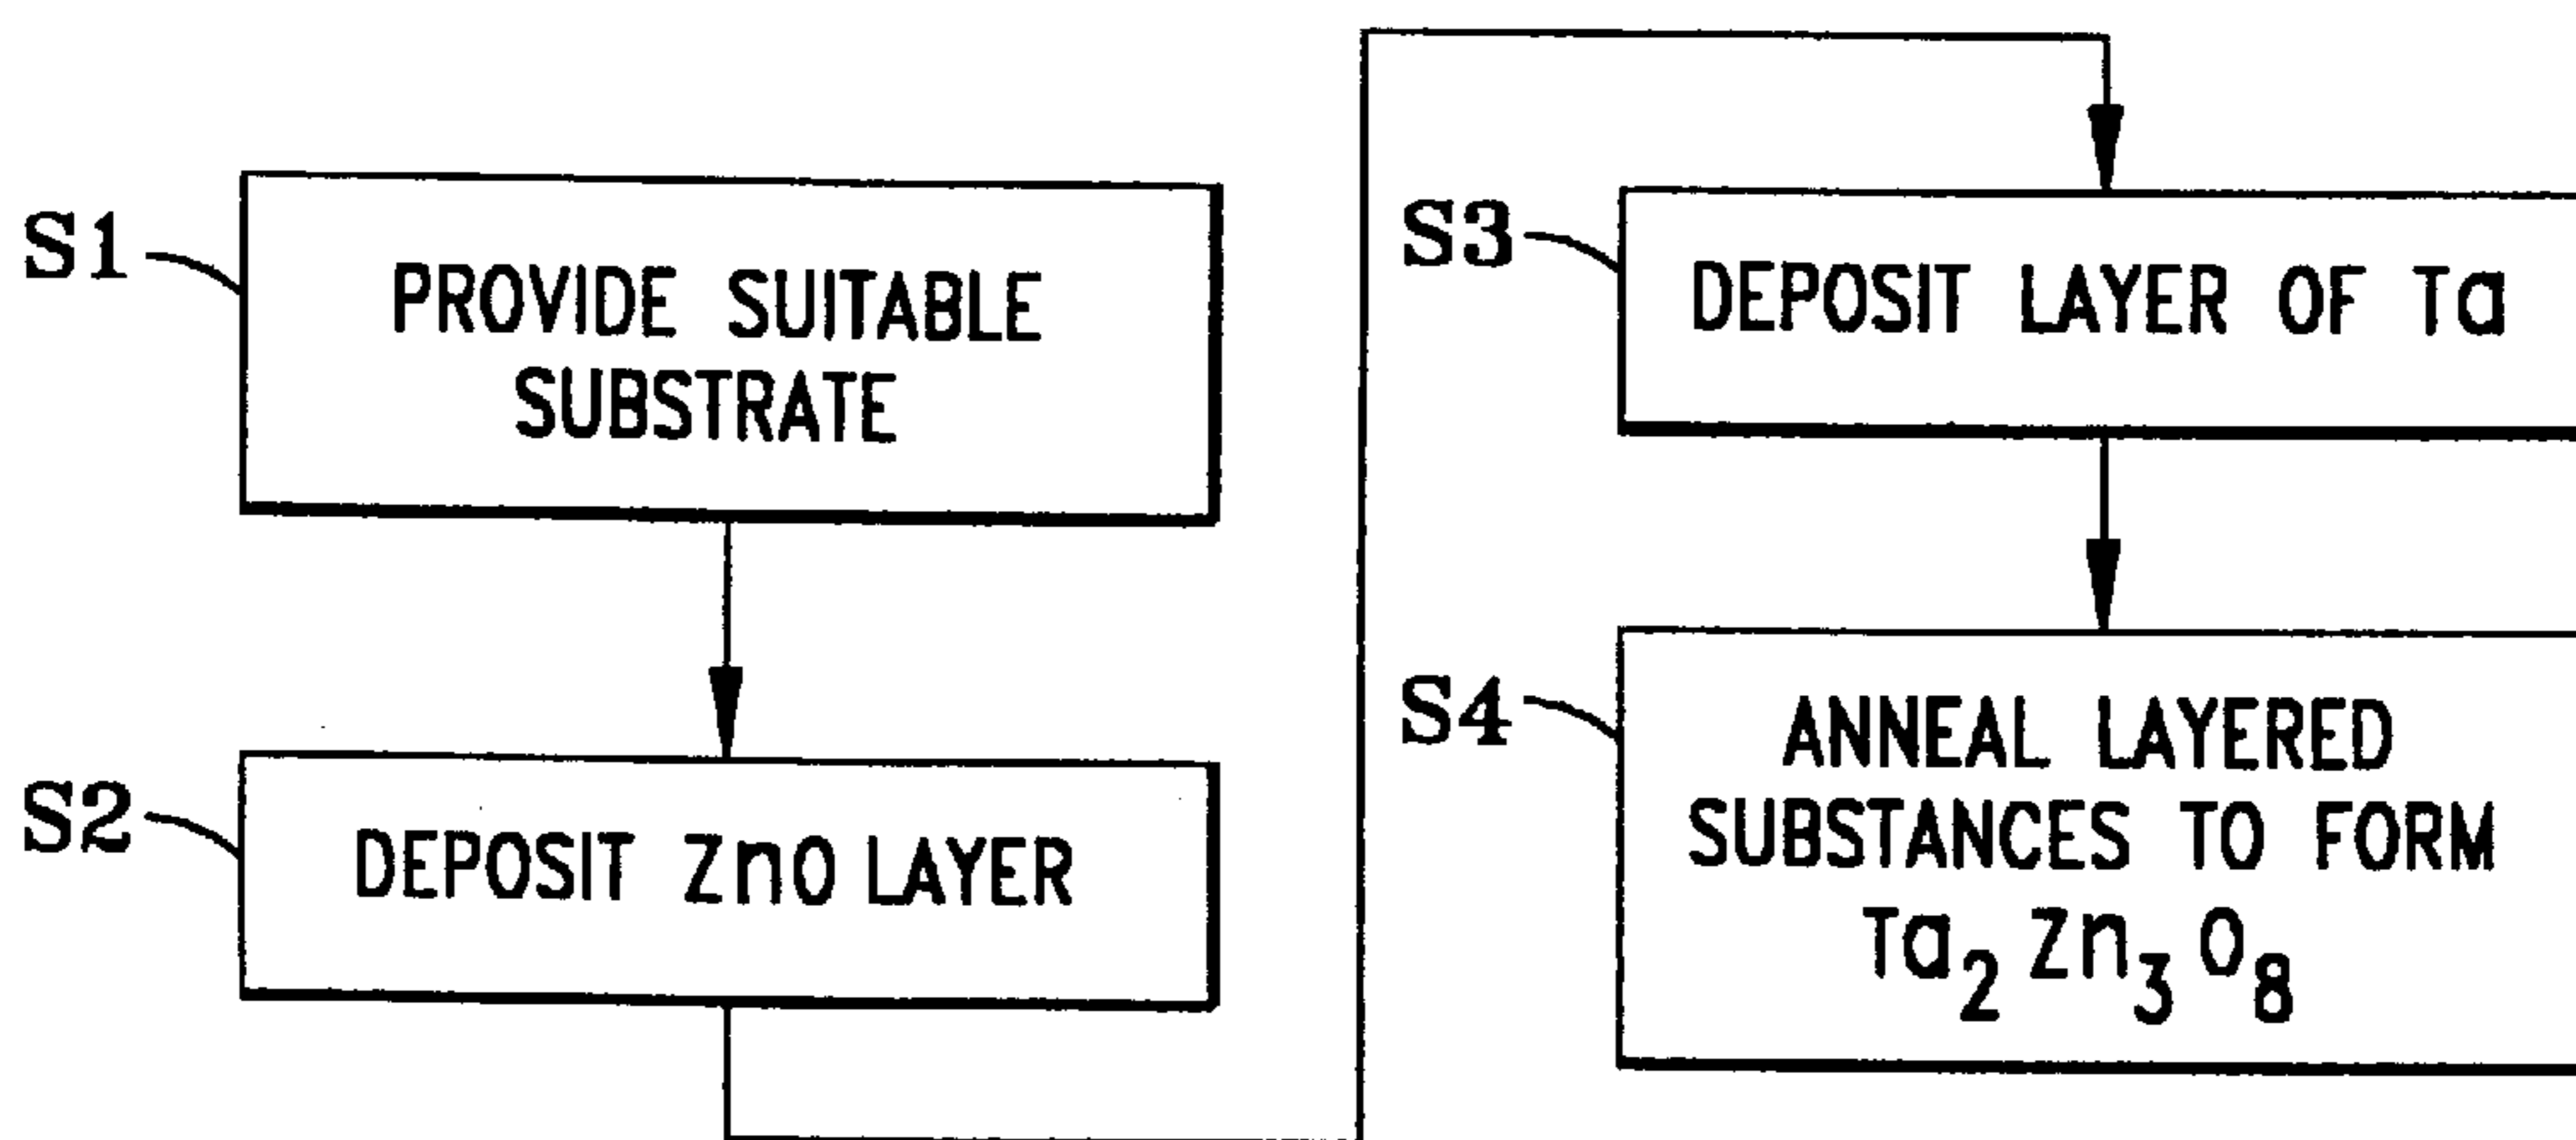 S1
PROVIDE SUITABLE
SUBSTRATE
S2
DEPOSIT ZnO LAYER
S3
DEPOSIT LAYER OF Ta
S4
ANNEAL LAYERED
SUBSTANCES TO FORM
Ta₂ Zn₃ O₈